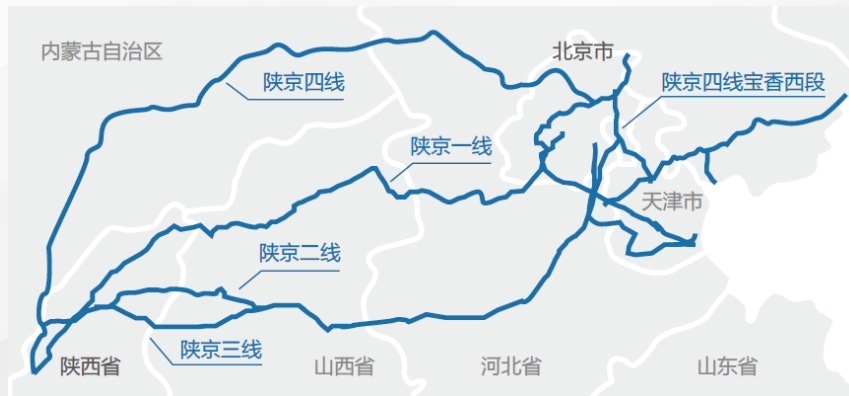 内蒙古自治区
北京市
陕京四线
陕京四线宝香西段
陕京一线
天津市
陕京二线
陕京三线
陕西省
山西省
河北省
山东省